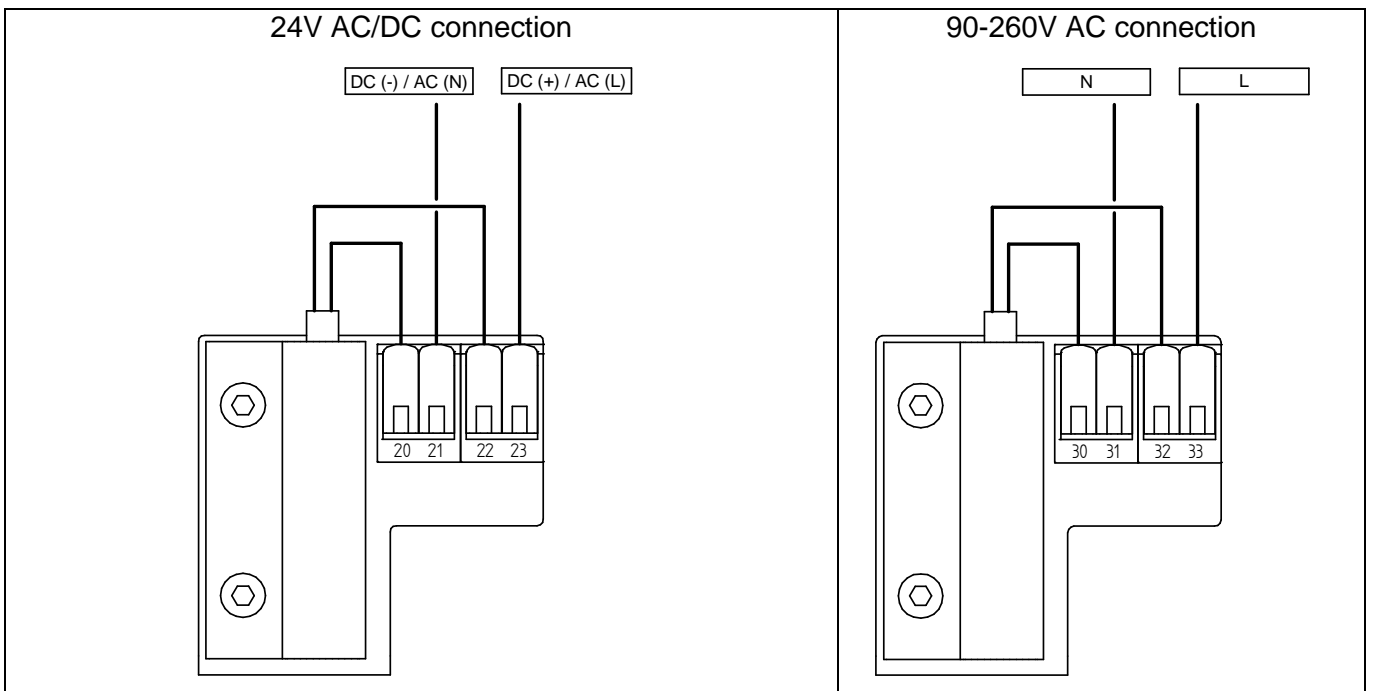 24V AC/DC connection
DC (-) / AC (N)
DC (+) / AC (L)
20 21 22 23
90-260V AC connection
N
L
30 31 32 33